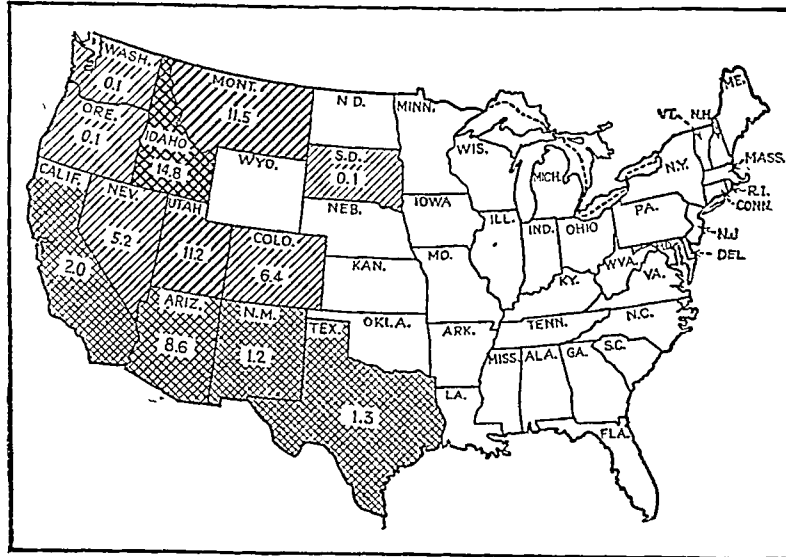 WASH.
0.1
MONT.
11.5
N D.
MINN.
ME.
ORE.
0.1
IDAHO
14.8
WYO.
S.D.
0.1
WIS.
MICH.
VT.
N.H.
N.Y.
MASS.
R.I.
CONN.
CALIF.
2.0
NEV.
5.2
UTAH
11.2
COLO.
6.4
NEB.
IOWA
ILL.
IND.
OHIO
PA.
N.J
DEL
KAN.
MO.
KY.
W.VA.
VA.
ARIZ.
8.6
N.M.
1.2
TEX.
1.3
OKLA.
ARK.
TENN.
N.C.
S.C.
MISS.
ALA.
GA.
LA.
FLA.